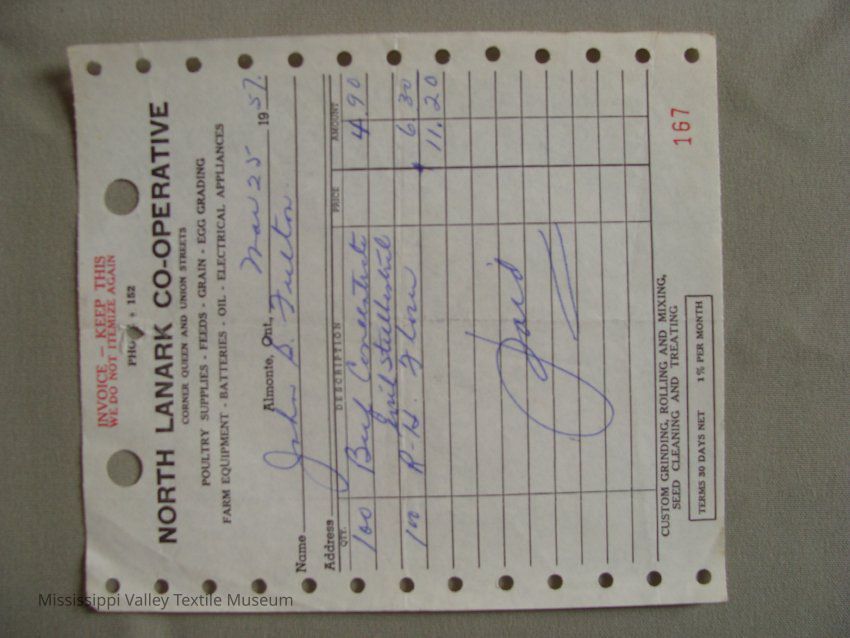 INVOICE — KEEP THIS
WE DO NOT ITEMIZE AGAIN
152
NORTH LANARK CO-OPERATIVE
CORNER QUEEN AND UNION STREETS
POULTRY SUPPLIES - FEEDS - GRAIN - EGG GRADING
FARM EQUIPMENT - BATTERIES - OIL - ELECTRICAL APPLIANCES
Almonte, Ont., Mar 25 1957.
Name John S. Fulton.
Address
QTY. DESCRIPTION PRICE AMOUNT
100 Beef Concentrate 4 90
with
100 R. H. Flour 6 30
11. 20
Paid
CUSTOM GRINDING, ROLLING AND MIXING,
SEED CLEANING AND TREATING
TERMS 30 DAYS NET 1% PER MONTH
167
Mississippi Valley Textile Museum